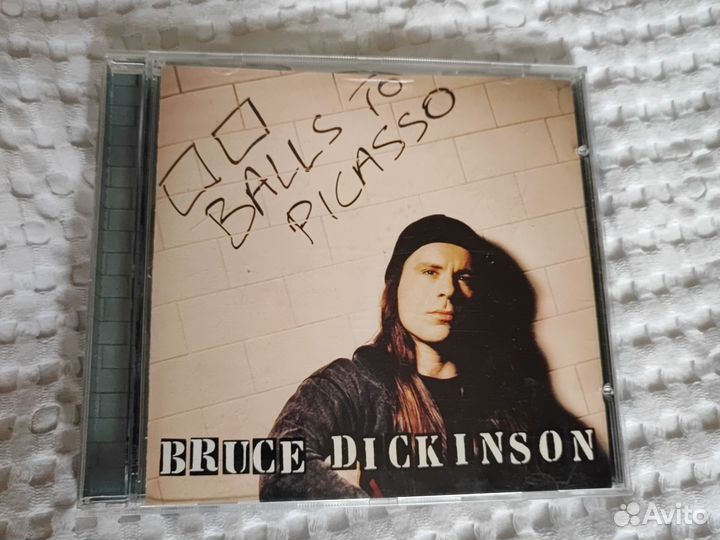 BALLS TO
PICASSO
BRUCE DICKINSON
Avito